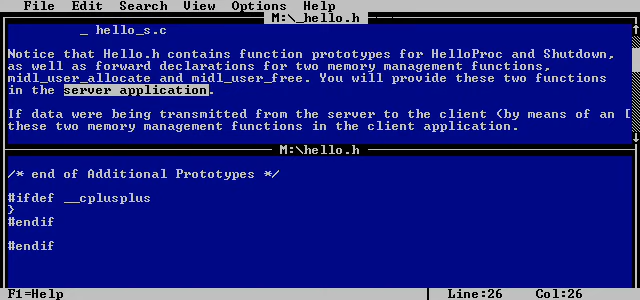 File Edit Search View Options Help
M:\_hello.h
_ hello_s.c
Notice that Hello.h contains function prototypes for HelloProc and Shutdown,
as well as forward declarations for two memory management functions,
midl_user_allocate and midl_user_free. You will provide these two functions
in the server application.
If data were being transmitted from the server to the client (by means of an [
these two memory management functions in the client application.
M:\hello.h
/* end of Additional Prototypes */
#ifdef __cplusplus
}
#endif
#endif
F1=Help Line:26 Col:26